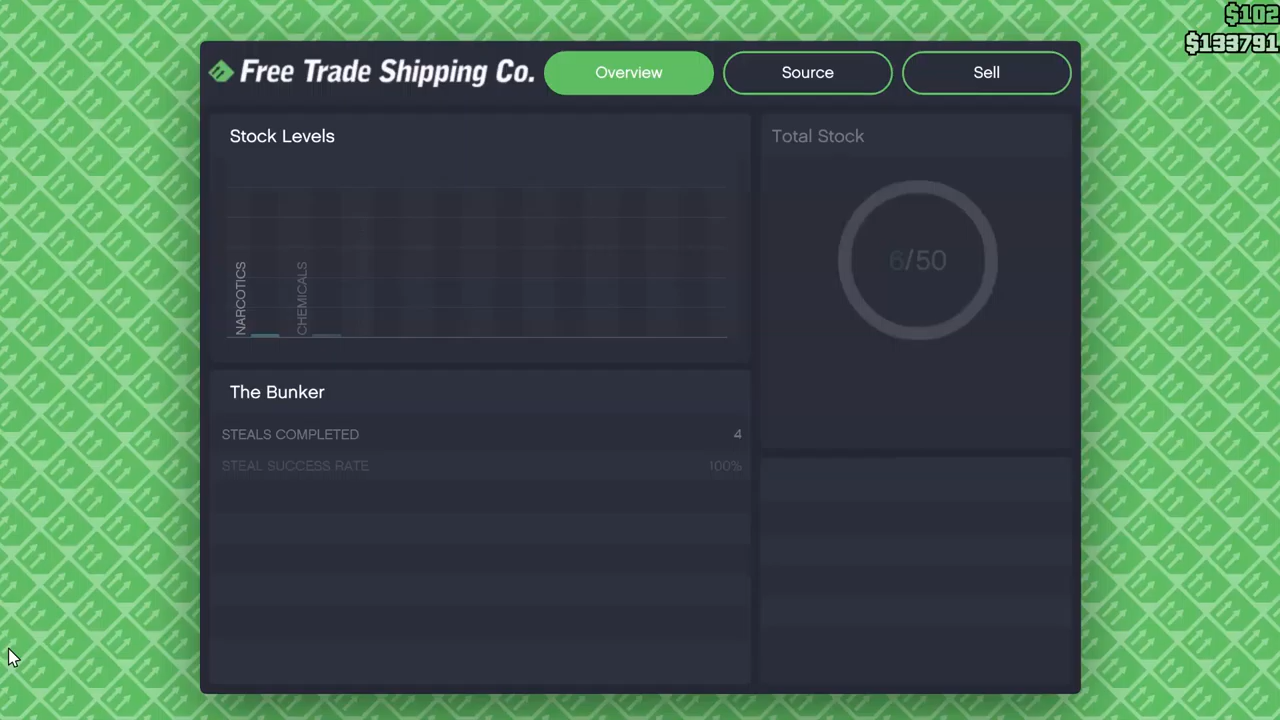 $102
$133791
Free Trade Shipping Co.
Overview
Source
Sell
Stock Levels
NARCOTICS
CHEMICALS
Total Stock
6/50
The Bunker
STEALS COMPLETED 4
STEAL SUCCESS RATE 100%